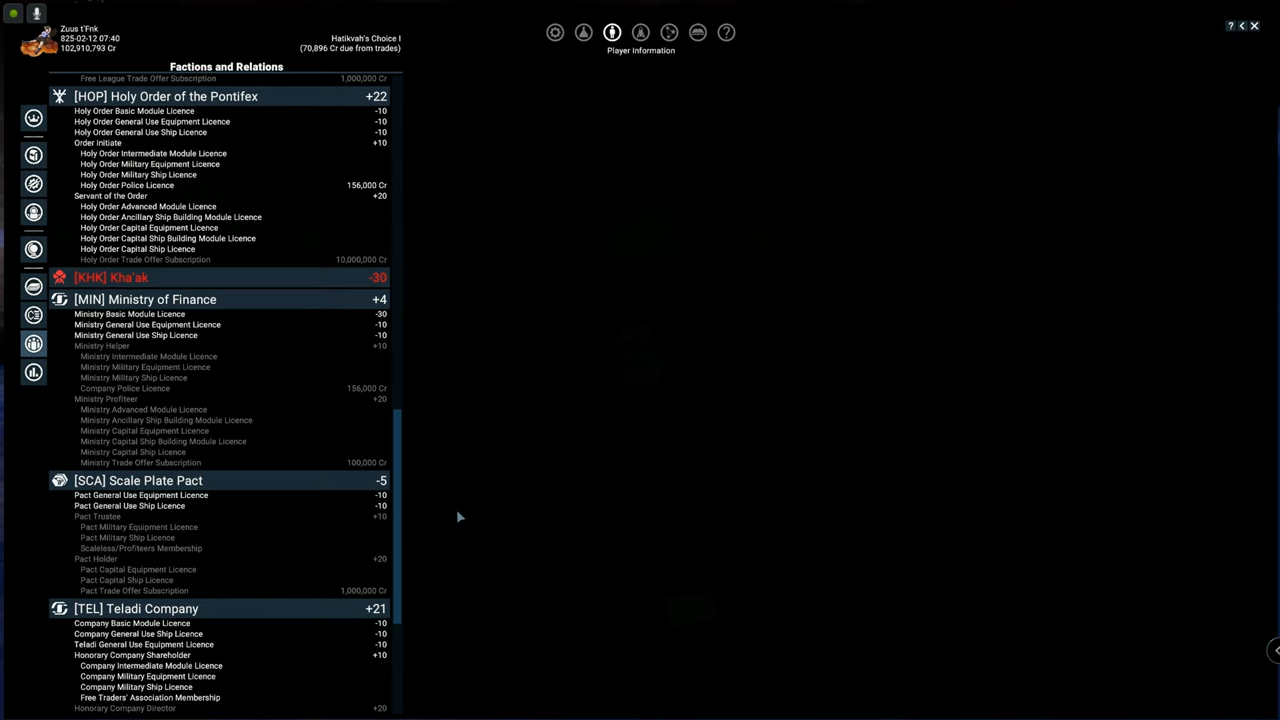 Zuus t'Fnk
825-02-12 07:40
Hatikvah's Choice I
102,910,793 Cr
(70,896 Cr due from trades)
Player Information
Factions and Relations
Free League Trade Offer Subscription 1,000,000 Cr
[HOP] Holy Order of the Pontifex +22
Holy Order Basic Module Licence -10
Holy Order General Use Equipment Licence -10
Holy Order General Use Ship Licence -10
Order Initiate +10
Holy Order Intermediate Module Licence
Holy Order Military Equipment Licence
Holy Order Military Ship Licence
Holy Order Police Licence 156,000 Cr
Servant of the Order +20
Holy Order Advanced Module Licence
Holy Order Ancillary Ship Building Module Licence
Holy Order Capital Equipment Licence
Holy Order Capital Ship Building Module Licence
Holy Order Capital Ship Licence
Holy Order Trade Offer Subscription 10,000,000 Cr
[KHK] Kha'ak -30
[MIN] Ministry of Finance +4
Ministry Basic Module Licence -30
Ministry General Use Equipment Licence -10
Ministry General Use Ship Licence -10
Ministry Helper +10
Ministry Intermediate Module Licence
Ministry Military Equipment Licence
Ministry Military Ship Licence
Company Police Licence 156,000 Cr
Ministry Profiteer +20
Ministry Advanced Module Licence
Ministry Ancillary Ship Building Module Licence
Ministry Capital Equipment Licence
Ministry Capital Ship Building Module Licence
Ministry Capital Ship Licence
Ministry Trade Offer Subscription 100,000 Cr
[SCA] Scale Plate Pact -5
Pact General Use Equipment Licence -10
Pact General Use Ship Licence -10
Pact Trustee +10
Pact Military Equipment Licence
Pact Military Ship Licence
Scaleless/Profiteers Membership
Pact Holder +20
Pact Capital Equipment Licence
Pact Capital Ship Licence
Pact Trade Offer Subscription 1,000,000 Cr
[TEL] Teladi Company +21
Company Basic Module Licence -10
Company General Use Ship Licence -10
Teladi General Use Equipment Licence -10
Honorary Company Shareholder +10
Company Intermediate Module Licence
Company Military Equipment Licence
Company Military Ship Licence
Free Traders' Association Membership
Honorary Company Director +20